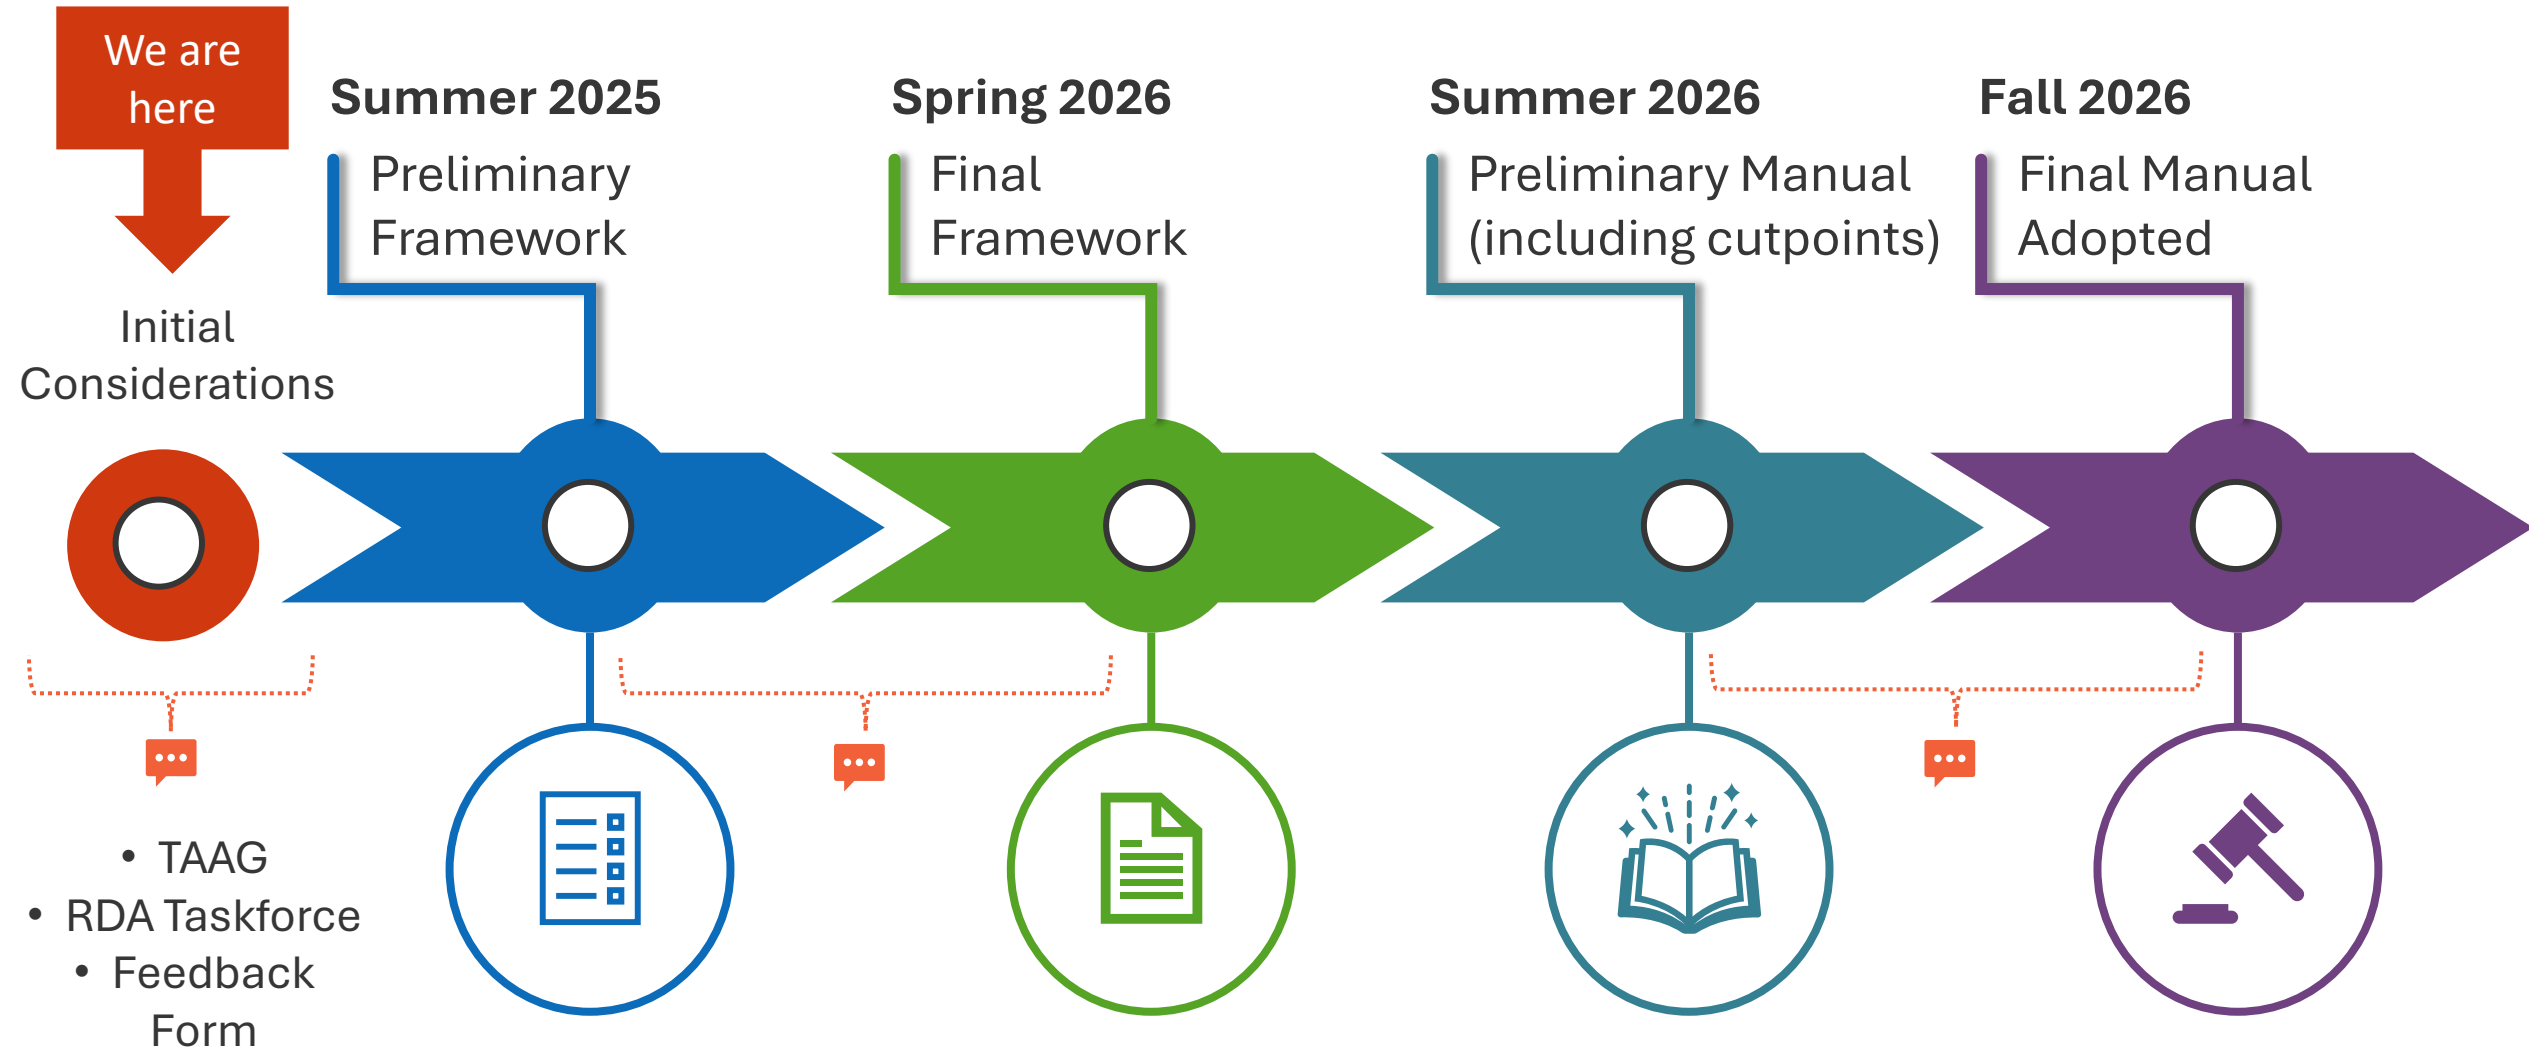 We are
here
Initial
Considerations
• TAAG
• RDA Taskforce
• Feedback
Form
Summer 2025
Preliminary
Framework
Spring 2026
Final
Framework
Summer 2026
Preliminary Manual
(including cutpoints)
Fall 2026
Final Manual
Adopted